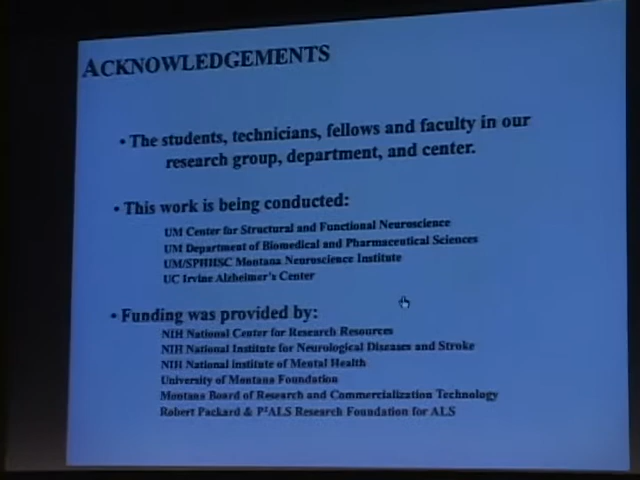 ACKNOWLEDGEMENTS
• The students, technicians, fellows and faculty in our
research group, department, and center.
• This work is being conducted:
UM Center for Structural and Functional Neuroscience
UM Department of Biomedical and Pharmaceutical Sciences
UM/SPHHSC Montana Neuroscience Institute
UC Irvine Alzheimer's Center
• Funding was provided by:
NIH National Center for Research Resources
NIH National Institute for Neurological Diseases and Stroke
NIH National institute of Mental Health
University of Montana Foundation
Montana Board of Research and Commercialization Technology
Robert Packard & P²ALS Research Foundation for ALS